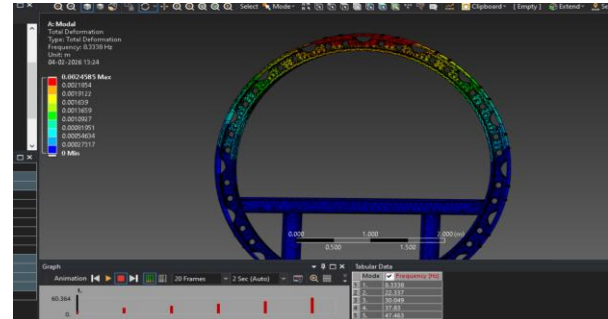 Select Mode Clipboard [ Empty ] Extend
A: Modal
Total Deformation
Type: Total Deformation
Frequency: 8.3338 Hz
Unit: m
04-02-2026 13:24
0.0024585 Max
0.0021854
0.0019122
0.001639
0.0013659
0.0010927
0.00081951
0.00054634
0.00027317
0 Min
0.000 1.000 2.000 (m)
0.500 1.500
Graph
Animation 20 Frames 2 Sec (Auto)
60.364
0.
Tabular Data
Mode Frequency [Hz]
1 1. 8.3338
2 2. 22.337
3 3. 30.049
4 4. 37.93
5 5. 47.463